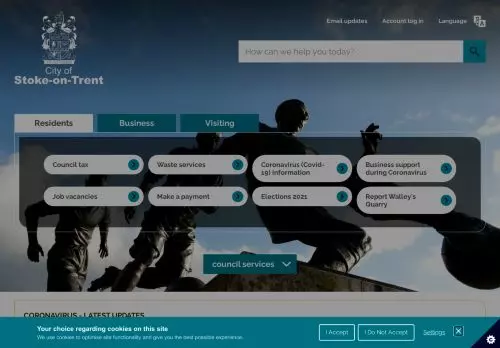 Email updates
Account log in
Language
City of
Stoke-on-Trent
How can we help you today?
Residents
Business
Visiting
Council tax
Waste services
Coronavirus (Covid-
19) information
Business support
during Coronavirus
Job vacancies
Make a payment
Elections 2021
Report Walley's
Quarry
council services
CORONAVIRUS - LATEST UPDATES
Your choice regarding cookies on this site
We use cookies to optimise site functionality and give you the best possible experience.
I Accept
I Do Not Accept
Settings